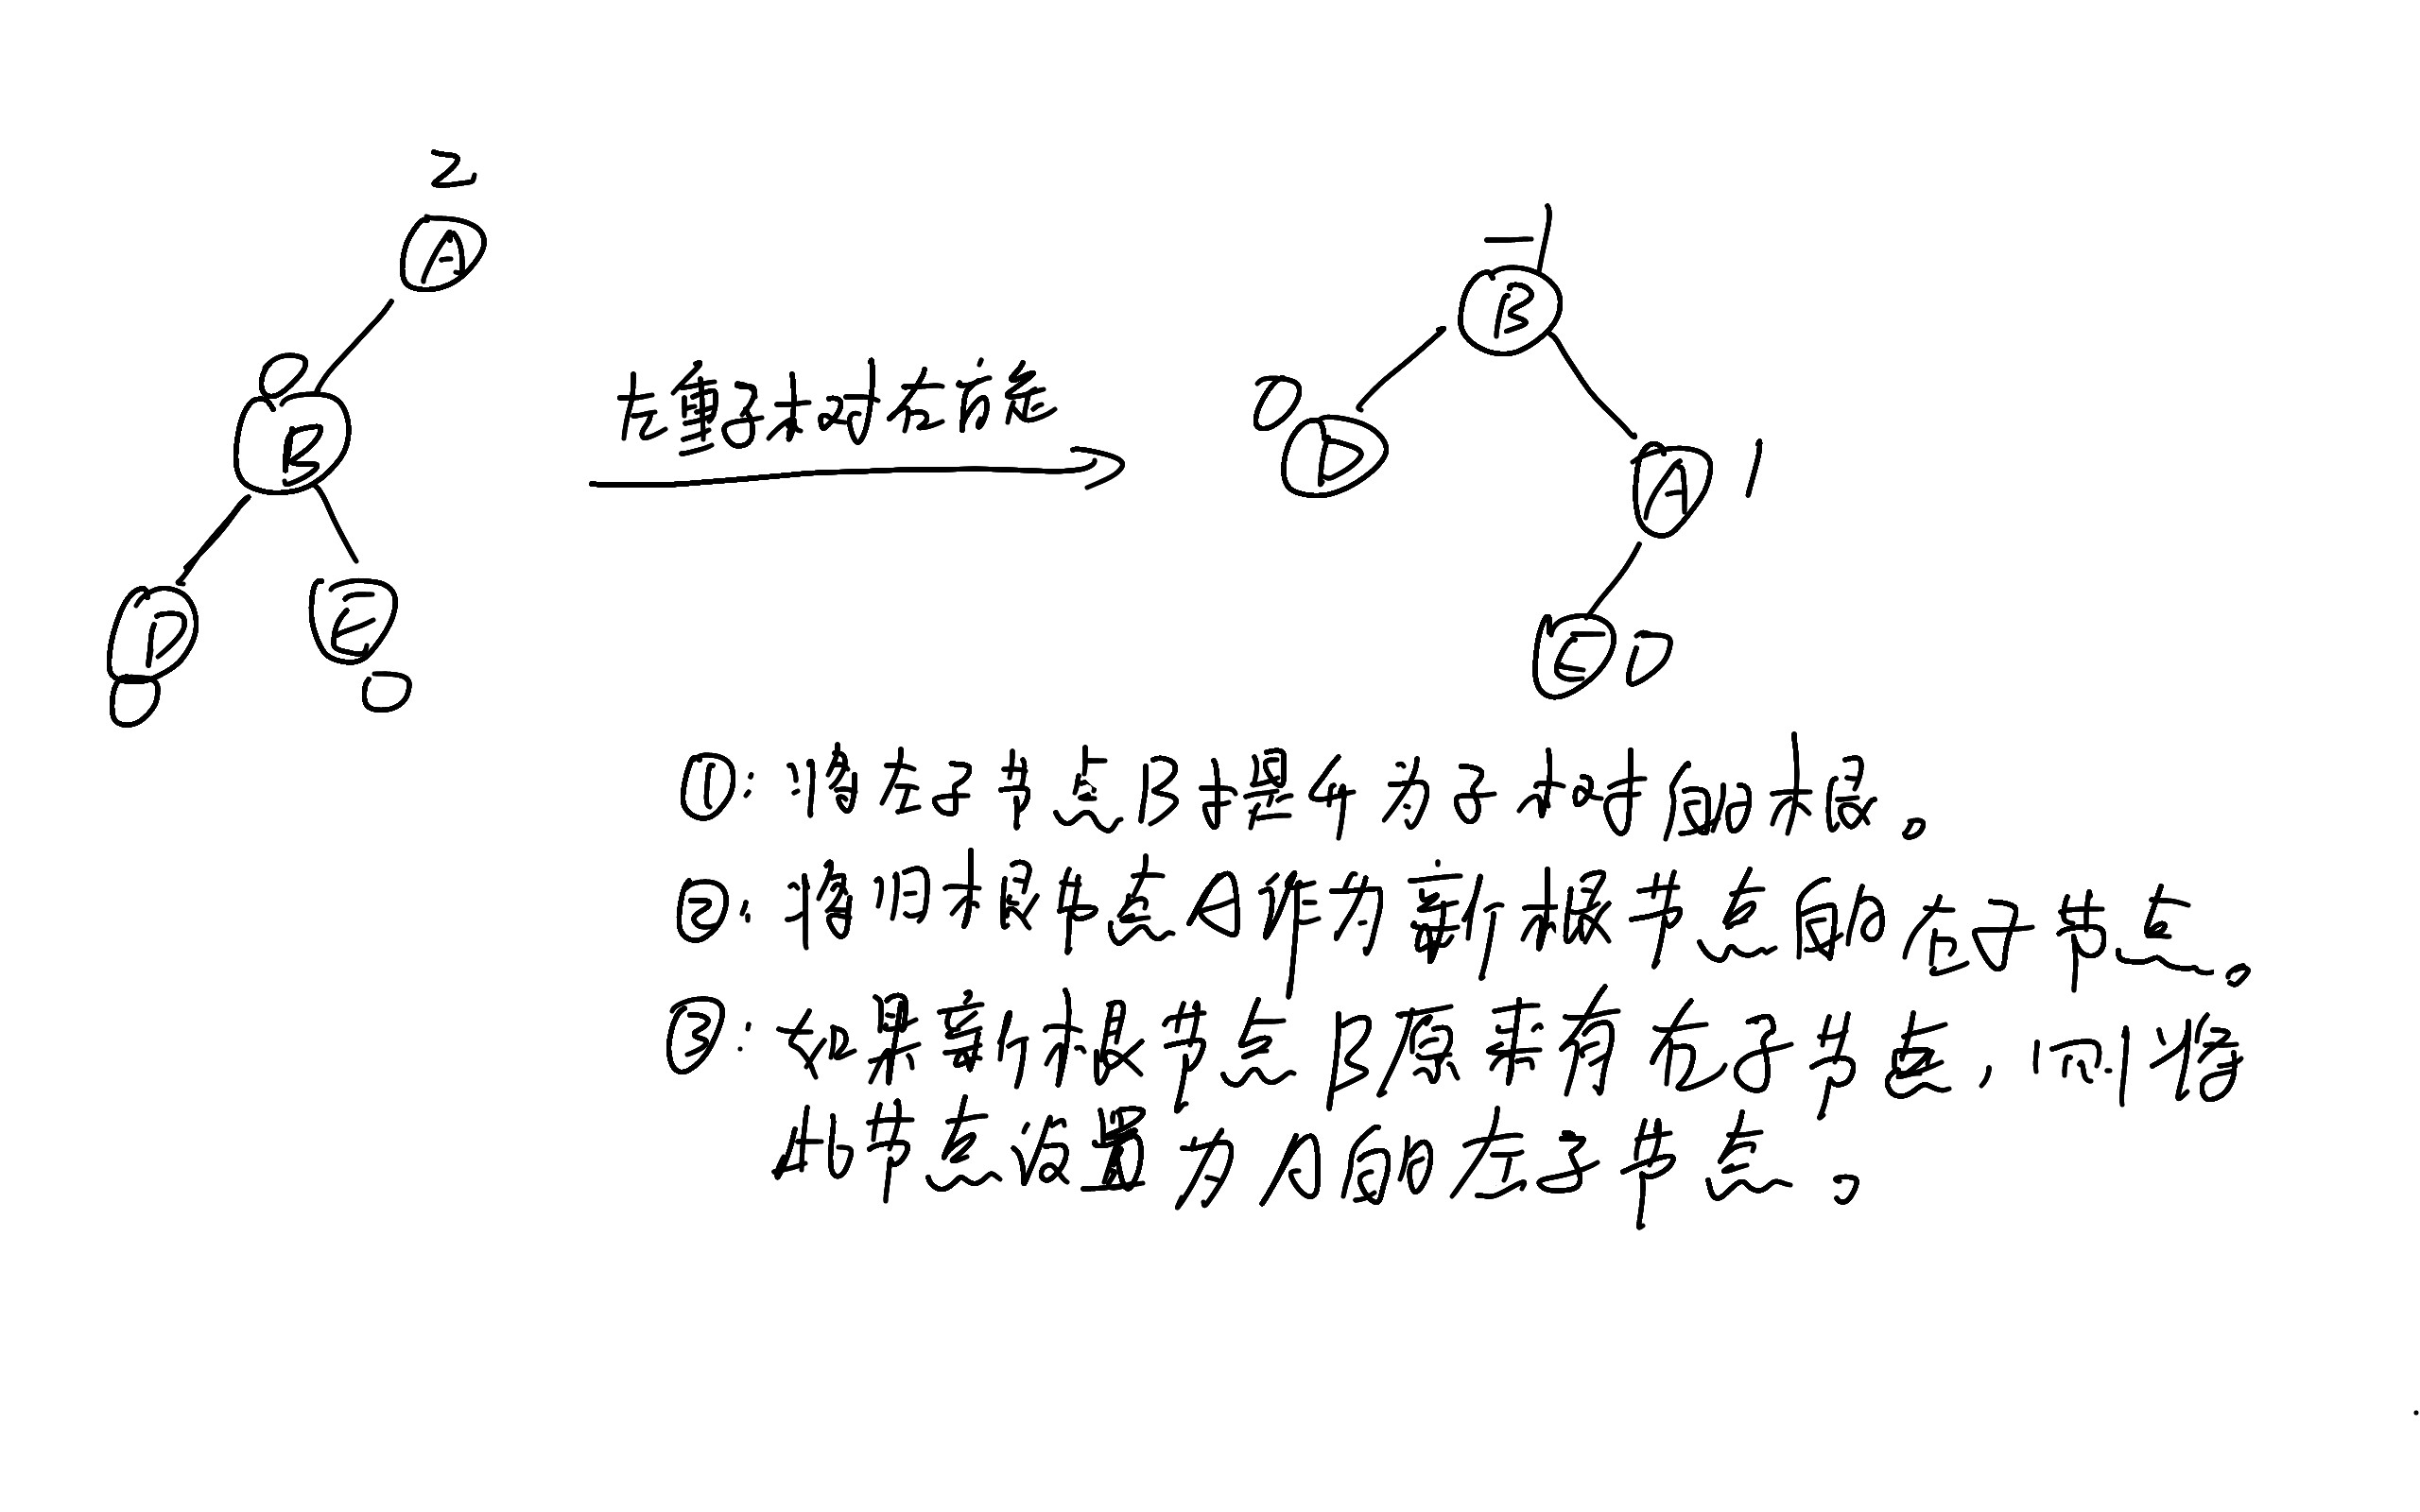 2
A
-1
B
0
B
左重子树右旋
0
D
A
1
D
E
E
0
0
0
①:将左子节点B提升为子树的根。
②:将旧根节点A作为新根节点的右子节点。
③:如果新根节点B原来有右子节点,则将
此节点设置为A的左子节点。